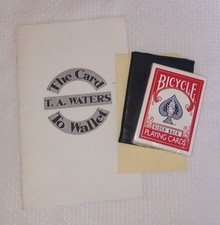 The Card
T. A. WATERS
To Wallet
BICYCLE
RIDER BACK
PLAYING CARDS